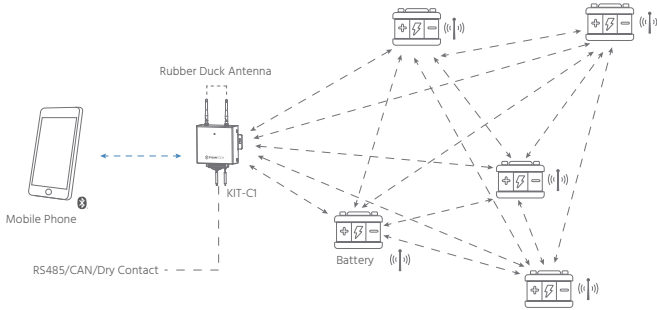 Rubber Duck Antenna
KIT-C1
Mobile Phone
Battery
RS485/CAN/Dry Contact